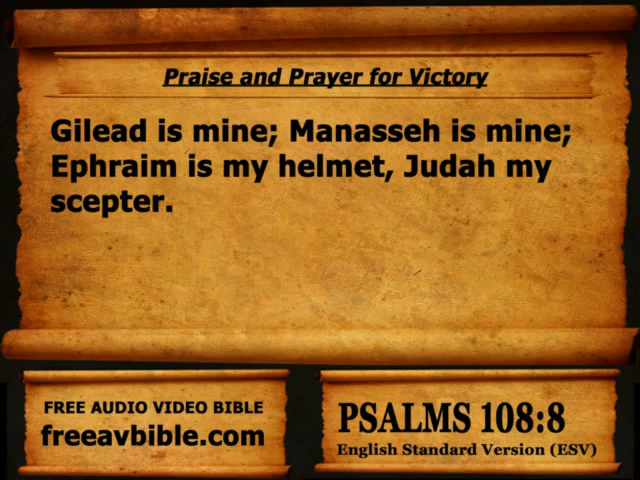 Praise and Prayer for Victory
Gilead is mine; Manasseh is mine;
Ephraim is my helmet, Judah my
scepter.
FREE AUDIO VIDEO BIBLE
freeavbible.com
PSALMS 108:8
English Standard Version (ESV)